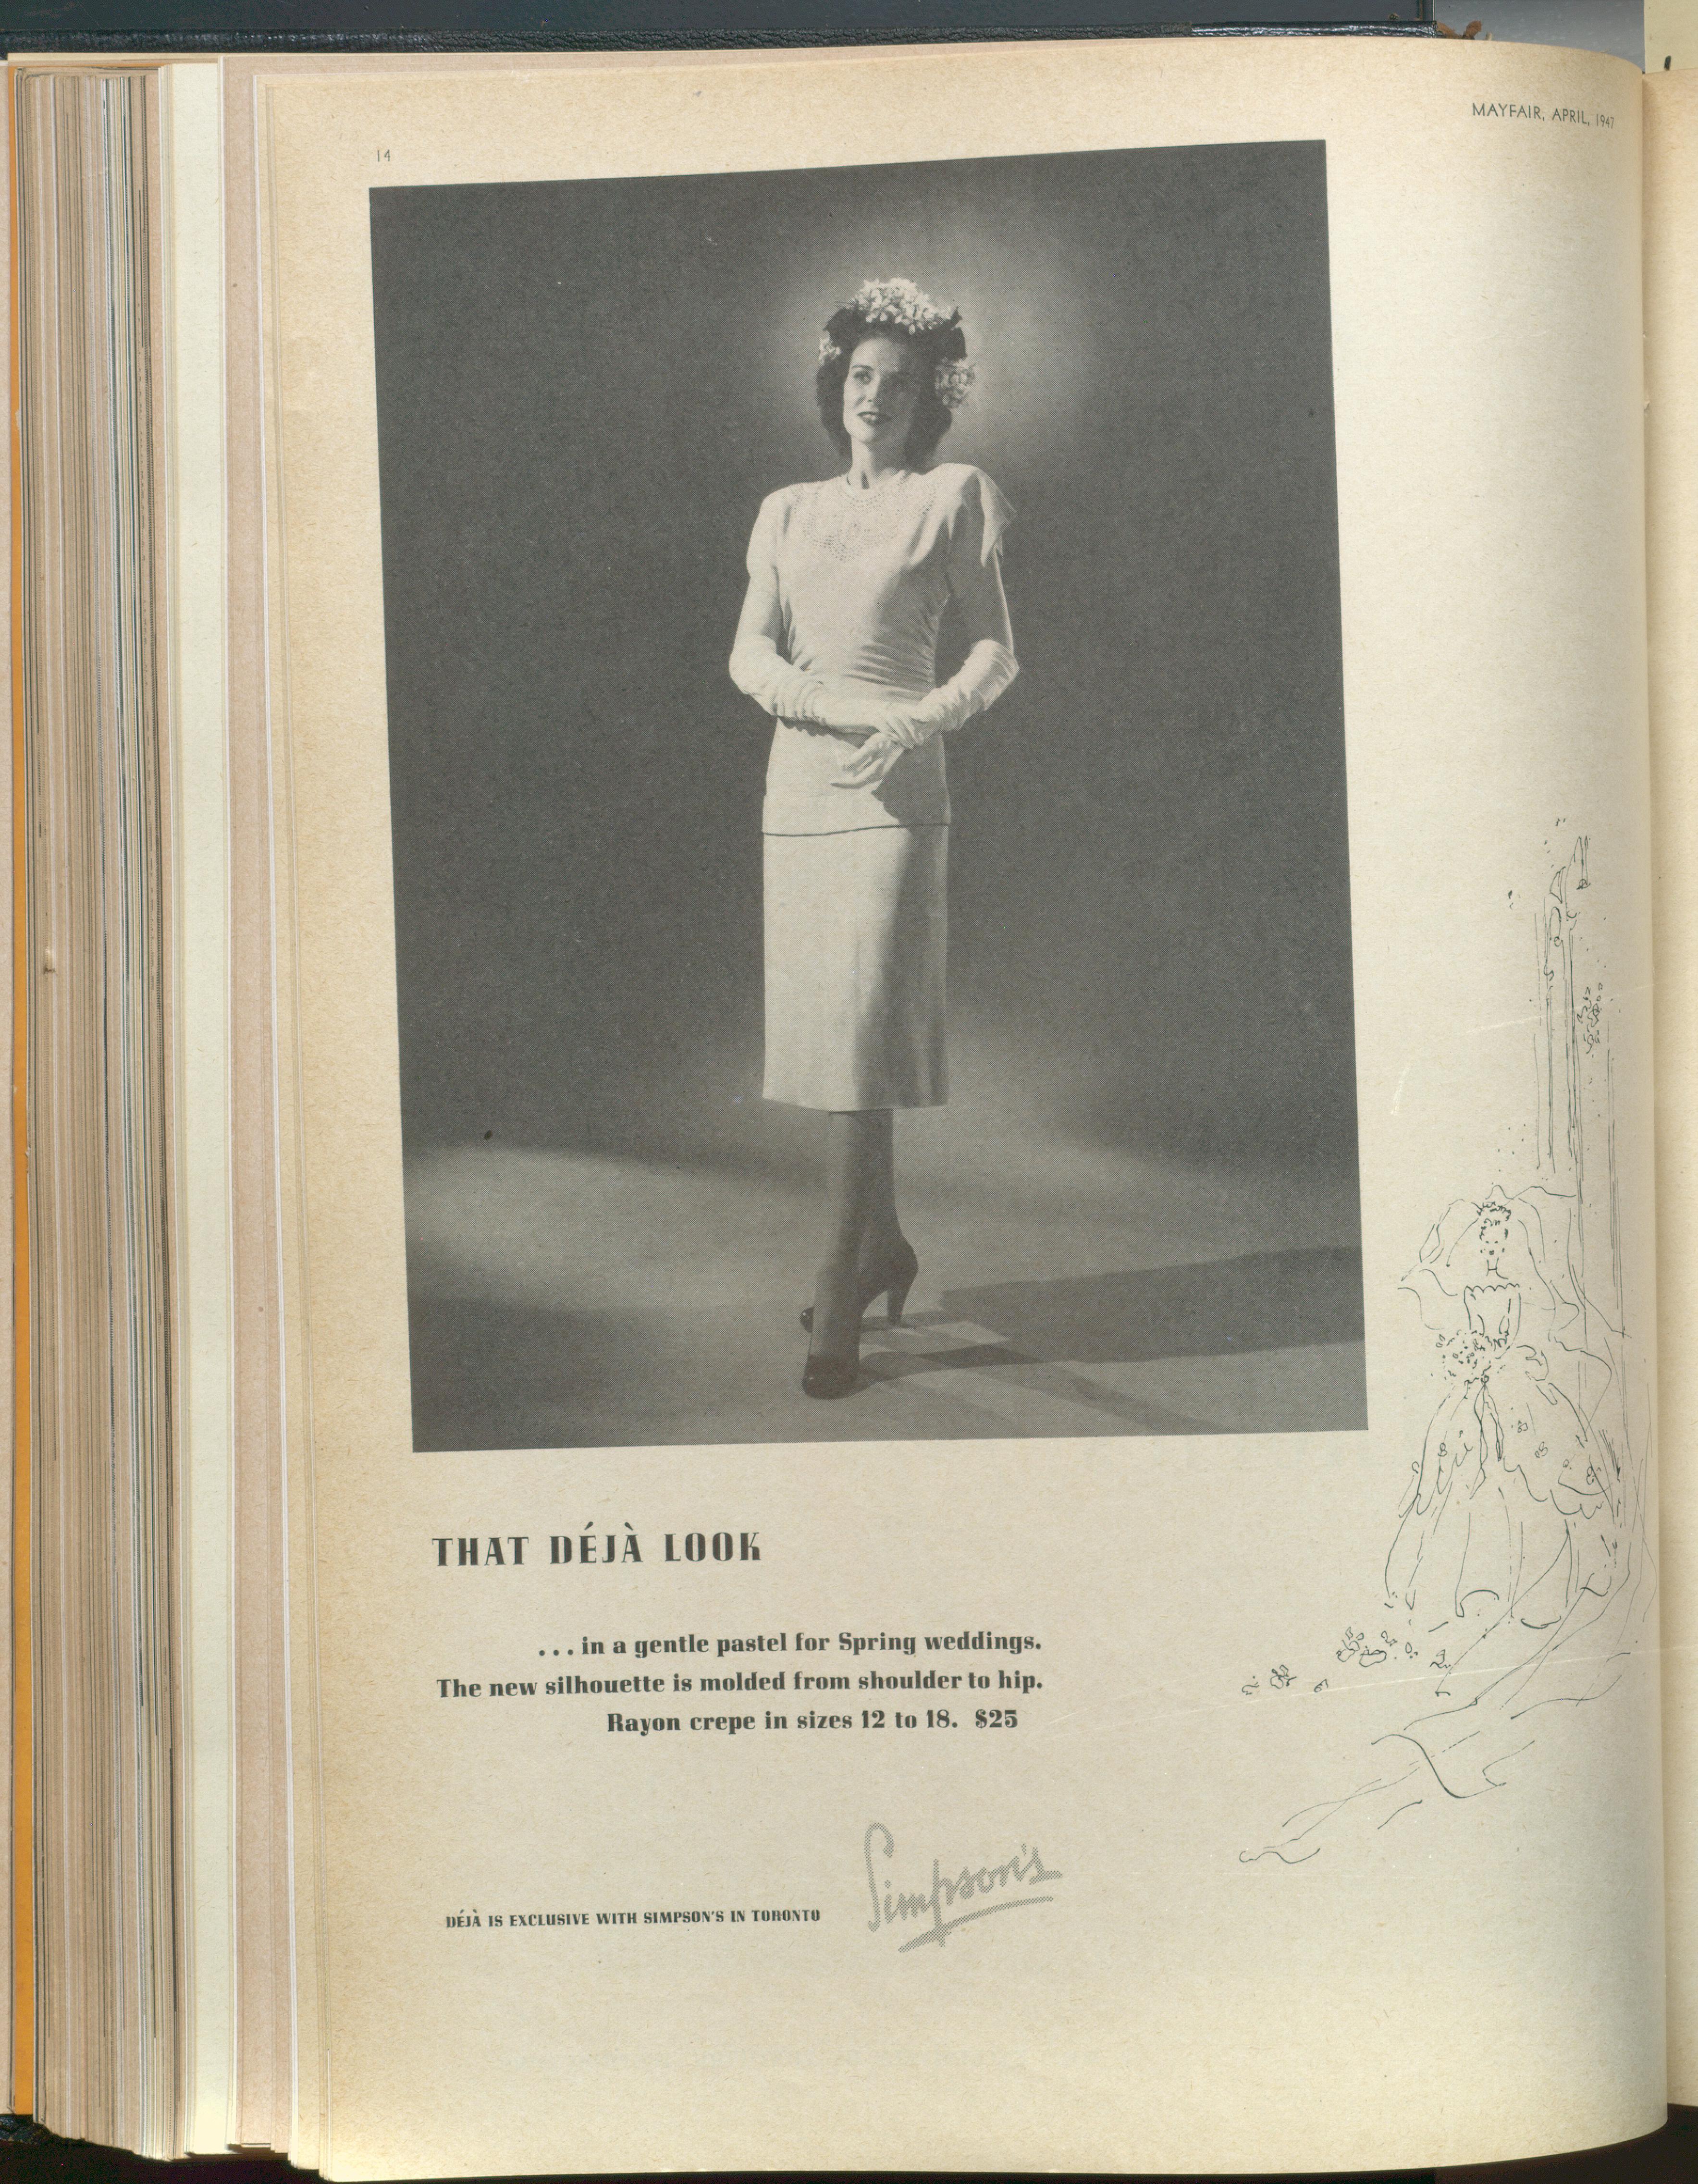 14
MAYFAIR, APRIL, 1947
THAT DÉJÀ LOOK
... in a gentle pastel for Spring weddings.
The new silhouette is molded from shoulder to hip.
Rayon crepe in sizes 12 to 18. $25
DÉJÀ IS EXCLUSIVE WITH SIMPSON'S IN TORONTO
Simpson's